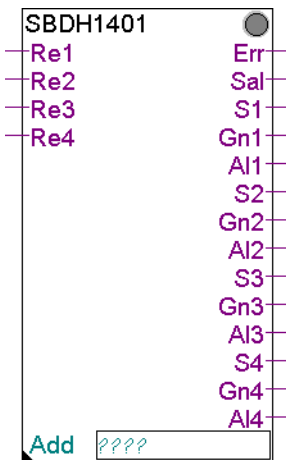 SBDH1401
Re1 Err
Re2 Sal
Re3 S1
Re4 Gn1
Al1
S2
Gn2
Al2
S3
Gn3
Al3
S4
Gn4
Al4
Add ????